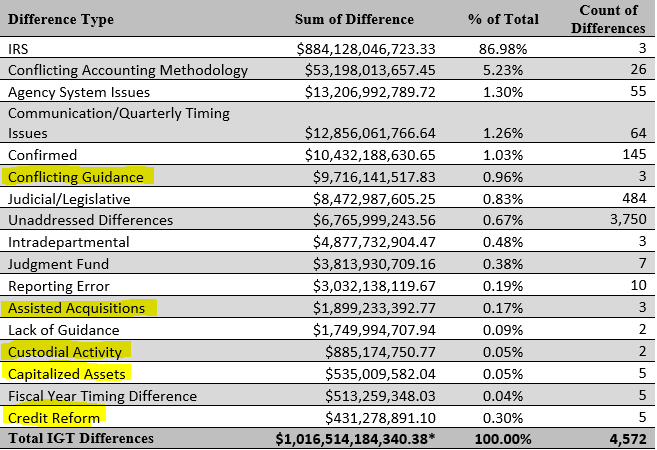 Difference Type Sum of Difference % of Total Count of Differences
IRS $884,128,046,723.33 86.98% 3
Conflicting Accounting Methodology $53,198,013,657.45 5.23% 26
Agency System Issues $13,206,992,789.72 1.30% 55
Communication/Quarterly Timing
Issues $12,856,061,766.64 1.26% 64
Confirmed $10,432,188,630.65 1.03% 145
Conflicting Guidance $9,716,141,517.83 0.96% 3
Judicial/Legislative $8,472,987,605.25 0.83% 484
Unaddressed Differences $6,765,999,243.56 0.67% 3,750
Intradepartmental $4,877,732,904.47 0.48% 3
Judgment Fund $3,813,930,709.16 0.38% 7
Reporting Error $3,032,138,119.67 0.19% 10
Assisted Acquisitions $1,899,233,392.77 0.17% 3
Lack of Guidance $1,749,994,707.94 0.09% 2
Custodial Activity $885,174,750.77 0.05% 2
Capitalized Assets $535,009,582.04 0.05% 5
Fiscal Year Timing Difference $513,259,348.03 0.04% 5
Credit Reform $431,278,891.10 0.30% 5
Total IGT Differences $1,016,514,184,340.38* 100.00% 4,572